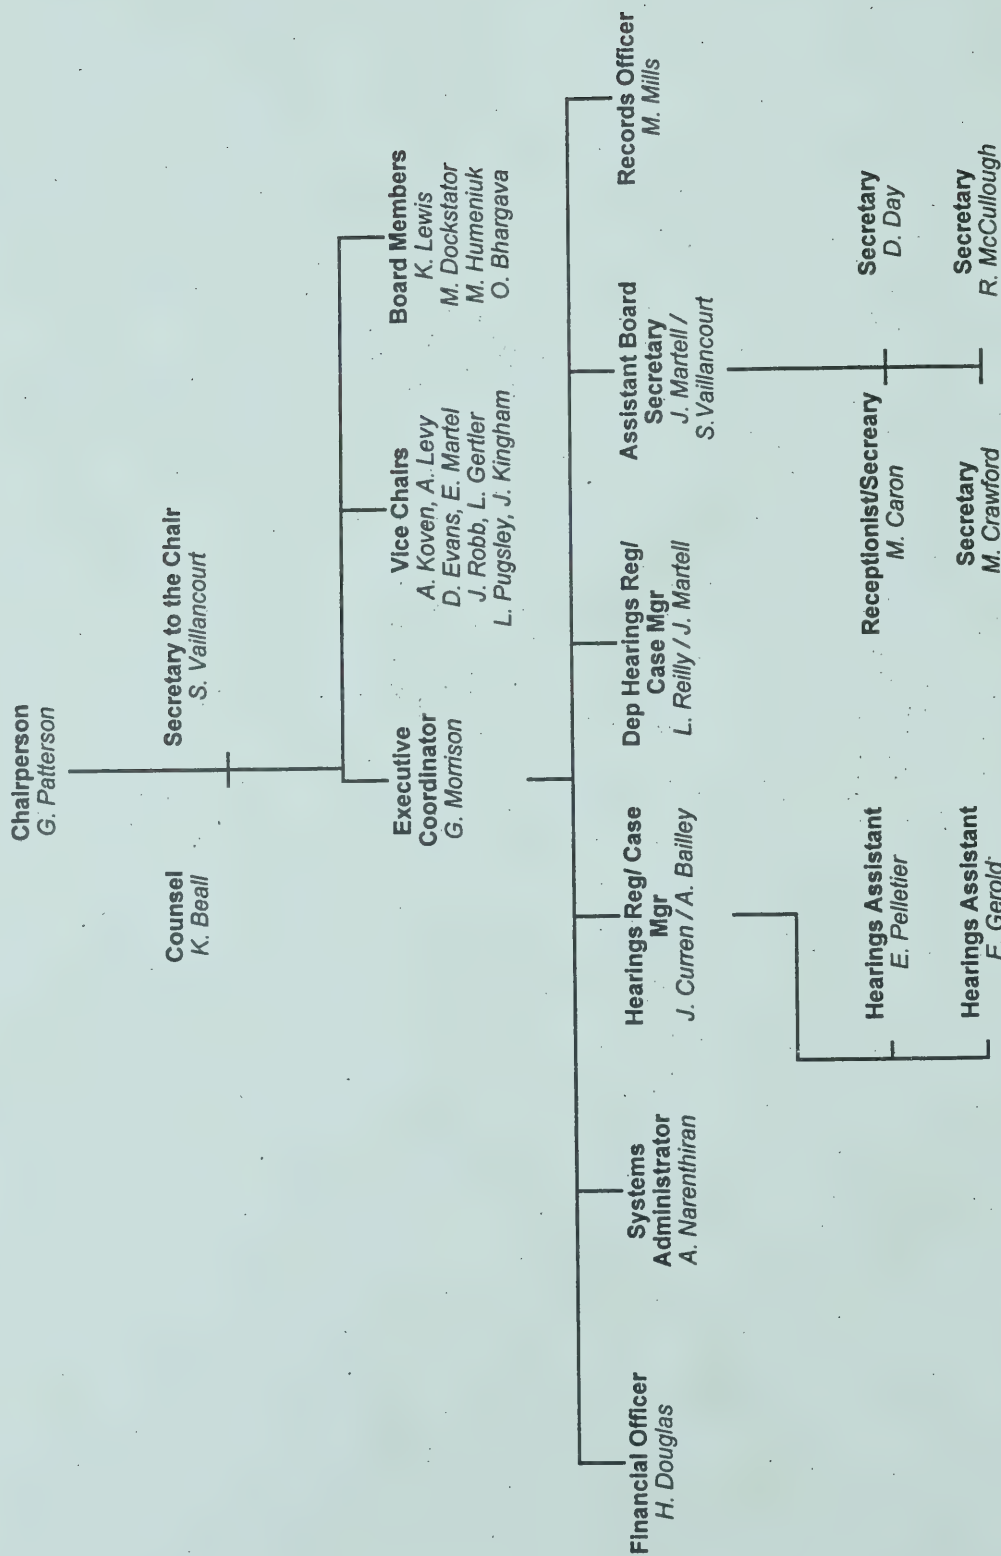 Chairperson
G. Patterson
Counsel
K. Beall
Secretary to the Chair
S. Vaillancourt
Executive
Coordinator
G. Morrison
Vice Chairs
A. Koven, A. Levy
D. Evans, E. Martel
J. Robb, L. Gertler
L. Pugsley, J. Kingham
Board Members
K. Lewis
M. Dockstator
M. Humeniuk
O. Bhargava
Financial Officer
H. Douglas
Systems
Administrator
A. Narenthiran
Hearings Reg/ Case
Mgr
J. Curren / A. Bailley
Dep Hearings Reg/
Case Mgr
L. Reilly / J. Martell
Assistant Board
Secretary
J. Martell /
S. Vaillancourt
Records Officer
M. Mills
Hearings Assistant
E. Pelletier
Hearings Assistant
Gerold
Receptionist/Secreary
M. Caron
Secretary
D. Day
Secretary
M. Crawford
Secretary
R. McCullough